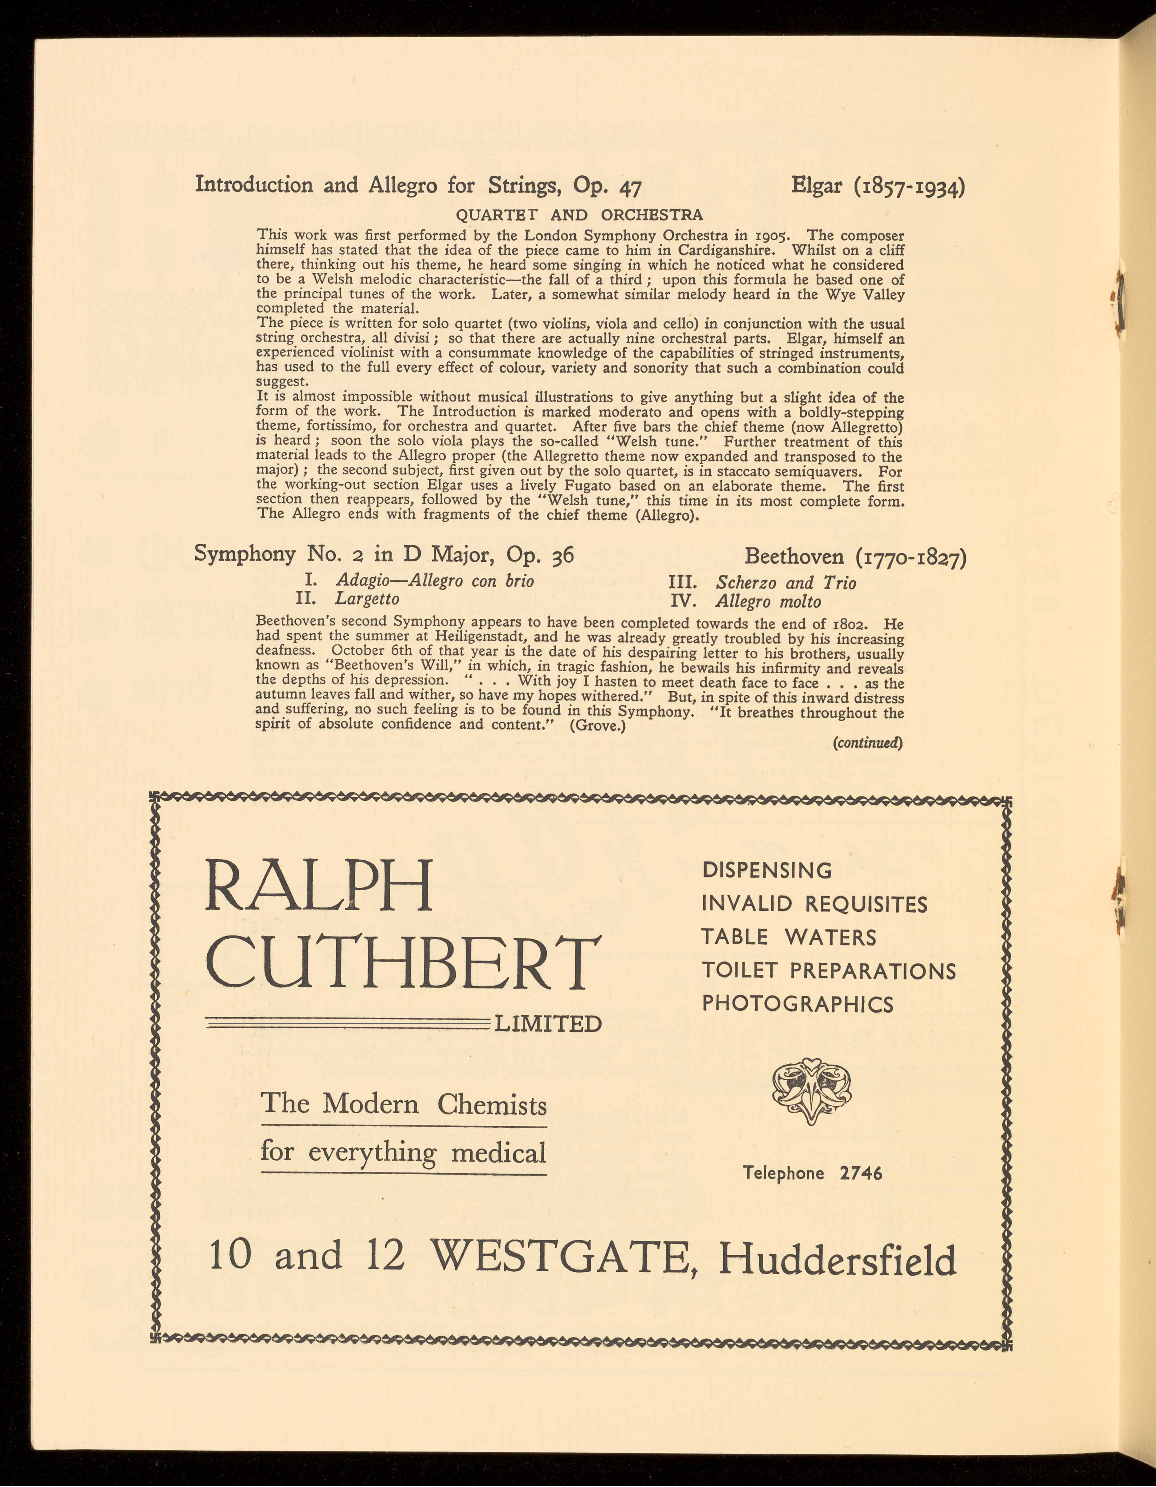 Introduction and Allegro for Strings, Op. 47 Elgar (1857-1934)
QUARTET AND ORCHESTRA
This work was first performed by the London Symphony Orchestra in 1905. The composer
himself has stated that the idea of the piece came to him in Cardiganshire. Whilst on a cliff
there, thinking out his theme, he heard some singing in which he noticed what he considered
to be a Welsh melodic characteristic—the fall of a third ; upon this formula he based one of
the principal tunes of the work. Later, a somewhat similar melody heard in the Wye Valley
completed the material.
The piece is written for solo quartet (two violins, viola and cello) in conjunction with the usual
string orchestra, all divisi ; so that there are actually nine orchestral parts. Elgar, himself an
experienced violinist with a consummate knowledge of the capabilities of stringed instruments,
has used to the full every effect of colour, variety and sonority that such a combination could
suggest.
It is almost impossible without musical illustrations to give anything but a slight idea of the
form of the work. The Introduction is marked moderato and opens with a boldly-stepping
theme, fortissimo, for orchestra and quartet. After five bars the chief theme (now Allegretto)
is heard ; soon the solo viola plays the so-called "Welsh tune." Further treatment of this
material leads to the Allegro proper (the Allegretto theme now expanded and transposed to the
major) ; the second subject, first given out by the solo quartet, is in staccato semiquavers. For
the working-out section Elgar uses a lively Fugato based on an elaborate theme. The first
section then reappears, followed by the "Welsh tune," this time in its most complete form.
The Allegro ends with fragments of the chief theme (Allegro).
Symphony No. 2 in D Major, Op. 36 Beethoven (1770-1827)
I. Adagio—Allegro con brio III. Scherzo and Trio
II. Largetto IV. Allegro molto
Beethoven's second Symphony appears to have been completed towards the end of 1802. He
had spent the summer at Heiligenstadt, and he was already greatly troubled by his increasing
deafness. October 6th of that year is the date of his despairing letter to his brothers, usually
known as "Beethoven's Will," in which, in tragic fashion, he bewails his infirmity and reveals
the depths of his depression. " . . . With joy I hasten to meet death face to face . . . as the
autumn leaves fall and wither, so have my hopes withered." But, in spite of this inward distress
and suffering, no such feeling is to be found in this Symphony. "It breathes throughout the
spirit of absolute confidence and content." (Grove.)
(continued)
RALPH
CUTHBERT
LIMITED
The Modern Chemists
for everything medical
DISPENSING
INVALID REQUISITES
TABLE WATERS
TOILET PREPARATIONS
PHOTOGRAPHICS
Telephone 2746
10 and 12 WESTGATE, Huddersfield